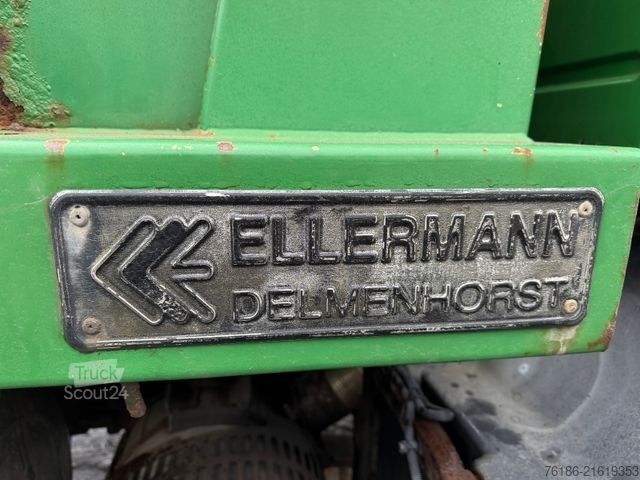 ELLERMANN
DELMENHORST
Truck
Scout24
76186-21619353